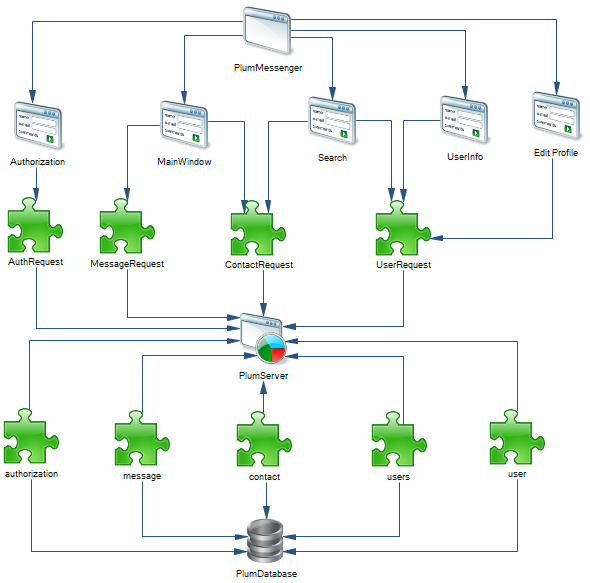 PlumMessenger
Authorization
MainWindow
Search
UserInfo
Edit Profile
AuthRequest
MessageRequest
ContactRequest
UserRequest
PlumServer
authorization
message
contact
users
user
PlumDatabase